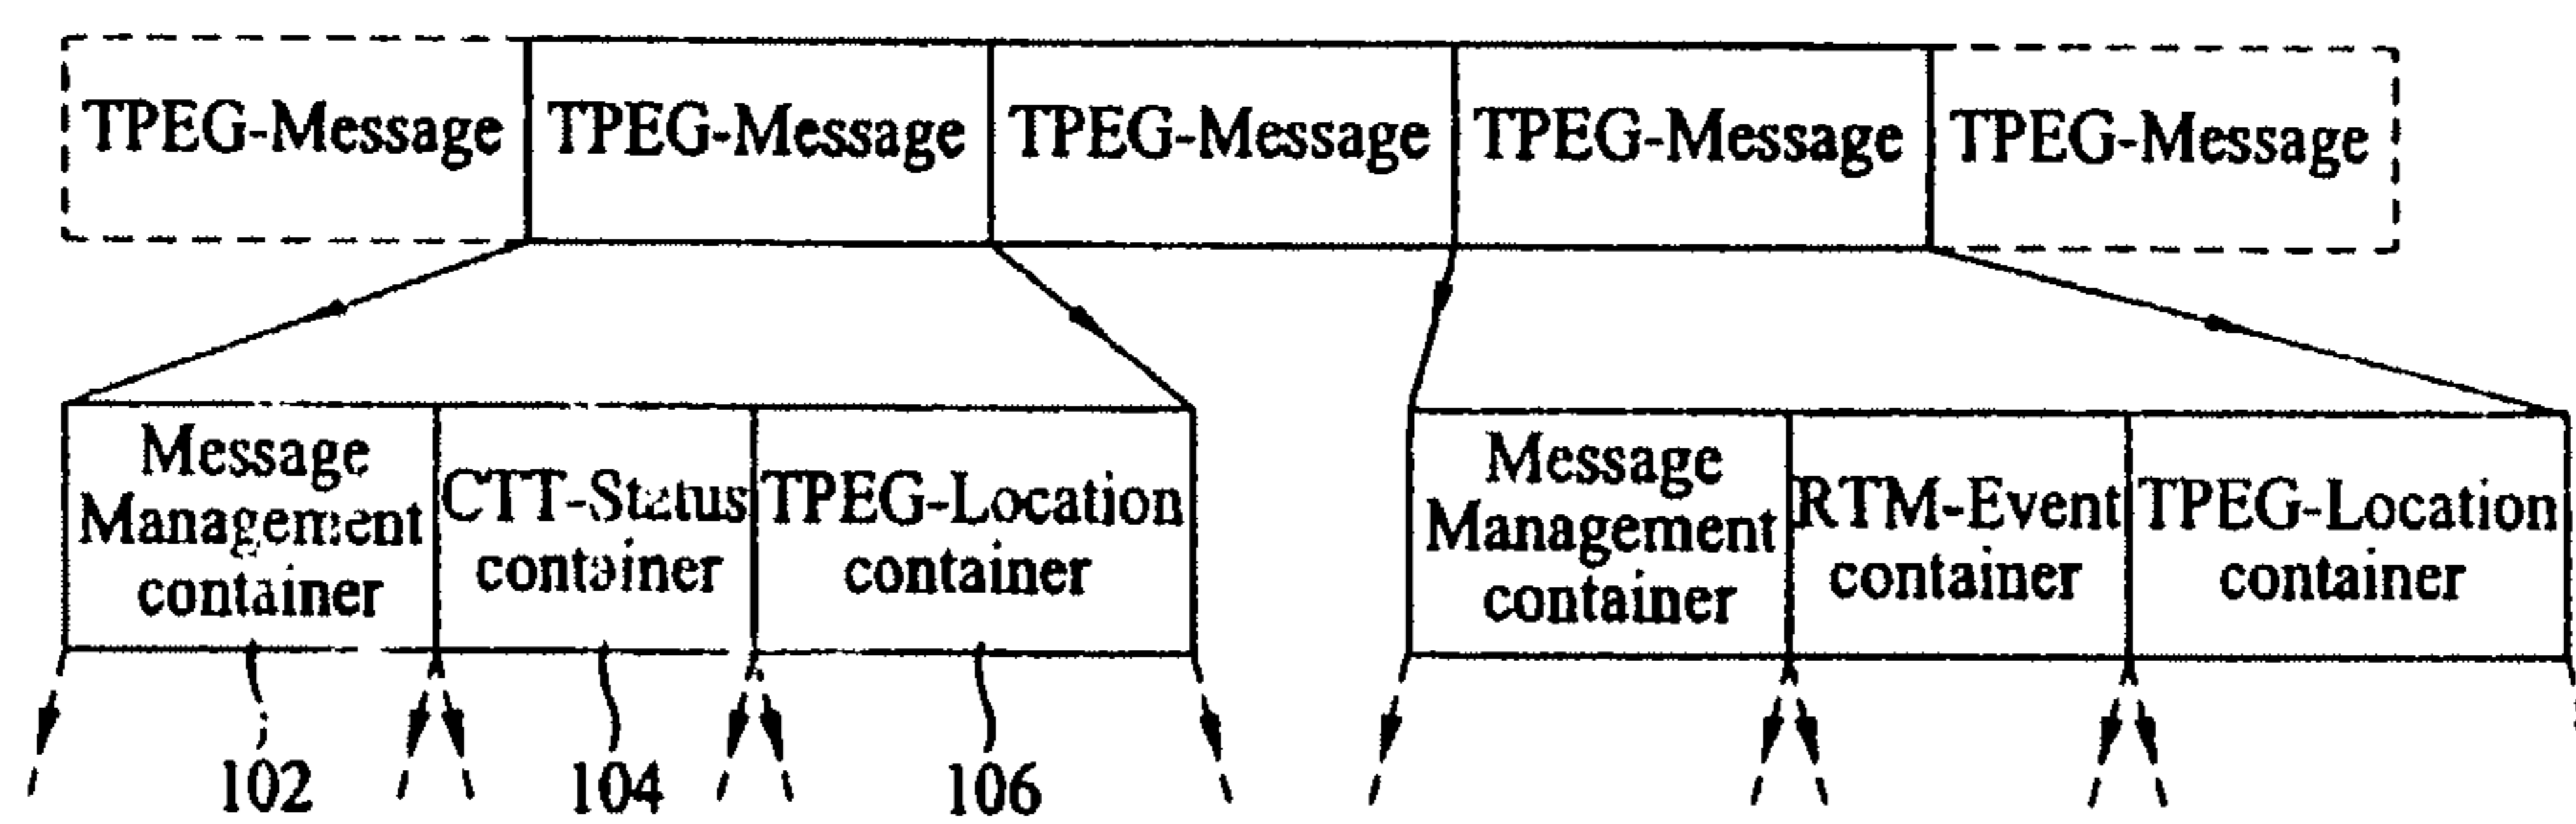 TPEG-Message TPEG-Message TPEG-Message TPEG-Message TPEG-Message
Message
Management
container
CTT-Status
container
TPEG-Location
container
Message
Management
container
RTM-Event
container
TPEG-Location
container
102 104 106